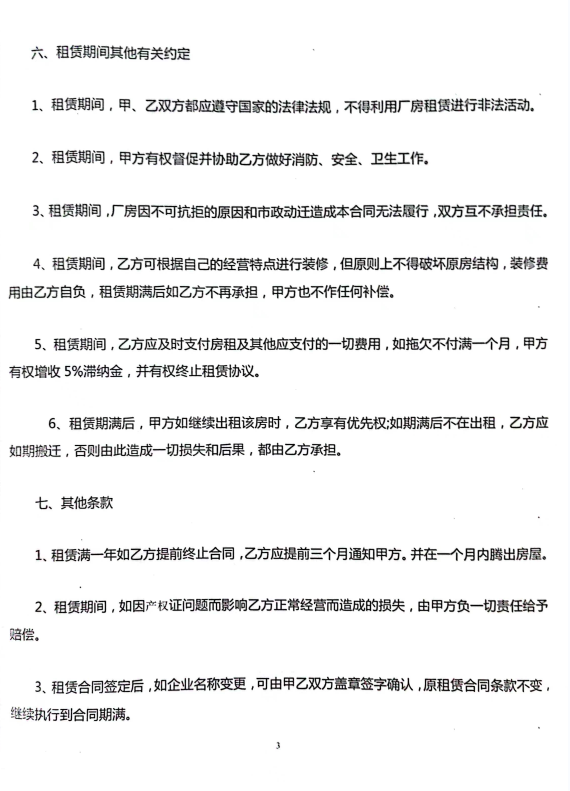 六、租赁期间其他有关约定
1、租赁期间，甲、乙双方都应遵守国家的法律法规，不得利用厂房租赁进行非法活动。
2、租赁期间，甲方有权督促并协助乙方做好消防、安全、卫生工作。
3、租赁期间，厂房因不可抗拒的原因和市政动迁造成本合同无法履行，双方互不承担责任。
4、租赁期间，乙方可根据自己的经营特点进行装修，但原则上不得破坏原房结构，装修费
用由乙方自负，租赁期满后如乙方不再承担，甲方也不作任何补偿。
5、租赁期间，乙方应及时支付房租及其他应支付的一切费用，如拖欠不付满一个月，甲方
有权增收 5%滞纳金，并有权终止租赁协议。
6、租赁期满后，甲方如继续出租该房时，乙方享有优先权;如期满后不在出租，乙方应
如期搬迁，否则由此造成一切损失和后果，都由乙方承担。
七、其他条款
1、租赁满一年如乙方提前终止合同，乙方应提前三个月通知甲方。并在一个月内腾出房屋。
2、租赁期间，如因产权证问题而影响乙方正常经营而造成的损失，由甲方负一切责任给予
赔偿。
3、租赁合同签定后，如企业名称变更，可由甲乙双方盖章签字确认，原租赁合同条款不变，
继续执行到合同期满。
3